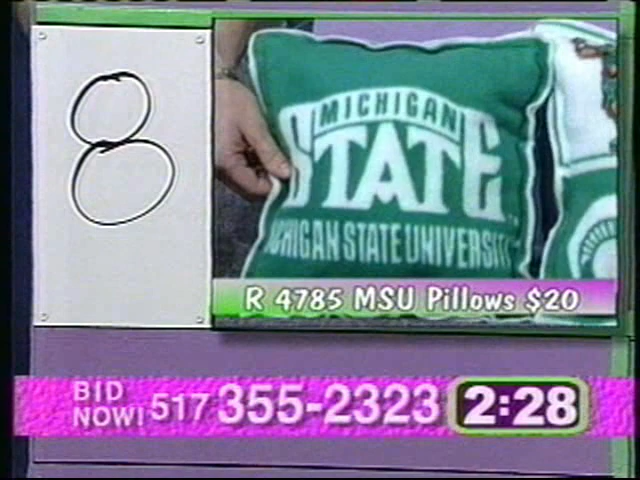 8
MICHIGAN
STATE
MICHIGAN STATE UNIVERSITY
R 4785 MSU Pillows $20
BID
NOW! 517 355-2323 2:28